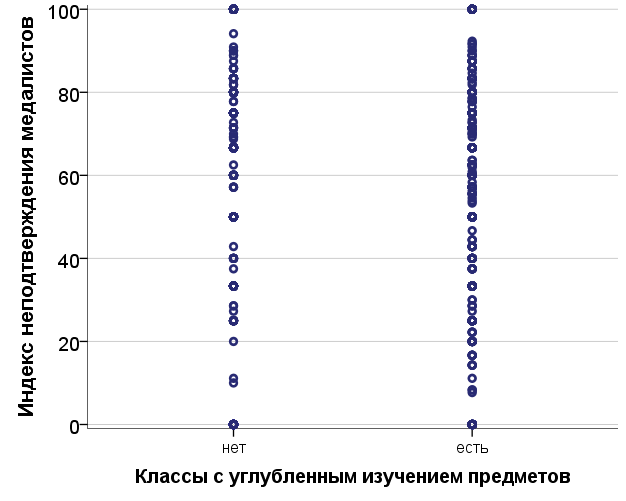 Индекс неподтверждения медалистов
100
80
60
40
20
0
нет есть
Классы с углубленным изучением предметов